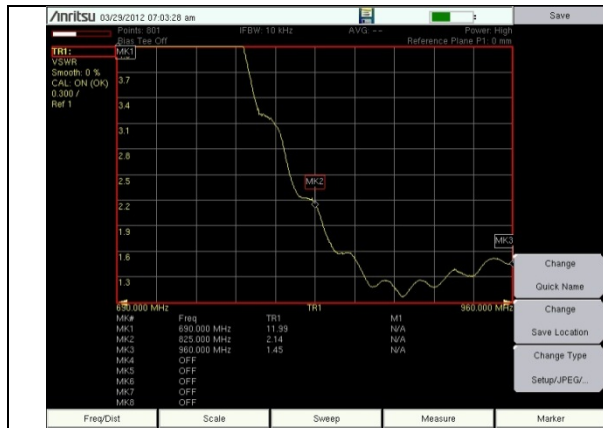 Anritsu 03/29/2012 07:03:28 am
Save
Points: 801 IFBW: 10 kHz AVG: -- Power: High
Bias Tee Off Reference Plane P1: 0 mm
TR1:
VSWR
Smooth: 0 %
CAL: ON (OK)
0.300 /
Ref 1
MK1
3.7
3.4
3.1
2.8
2.5
MK2
2.2
1.9
MK3
1.6
1.3
690.000 MHz TR1 960.000 MHz
MK# Freq TR1 M1
MK1 690.000 MHz 11.99 N/A
MK2 825.000 MHz 2.14 N/A
MK3 960.000 MHz 1.45 N/A
MK4 OFF
MK5 OFF
MK6 OFF
MK7 OFF
MK8 OFF
Change
Quick Name
Change
Save Location
Change Type
Setup/JPEG/...
Freq/Dist Scale Sweep Measure Marker